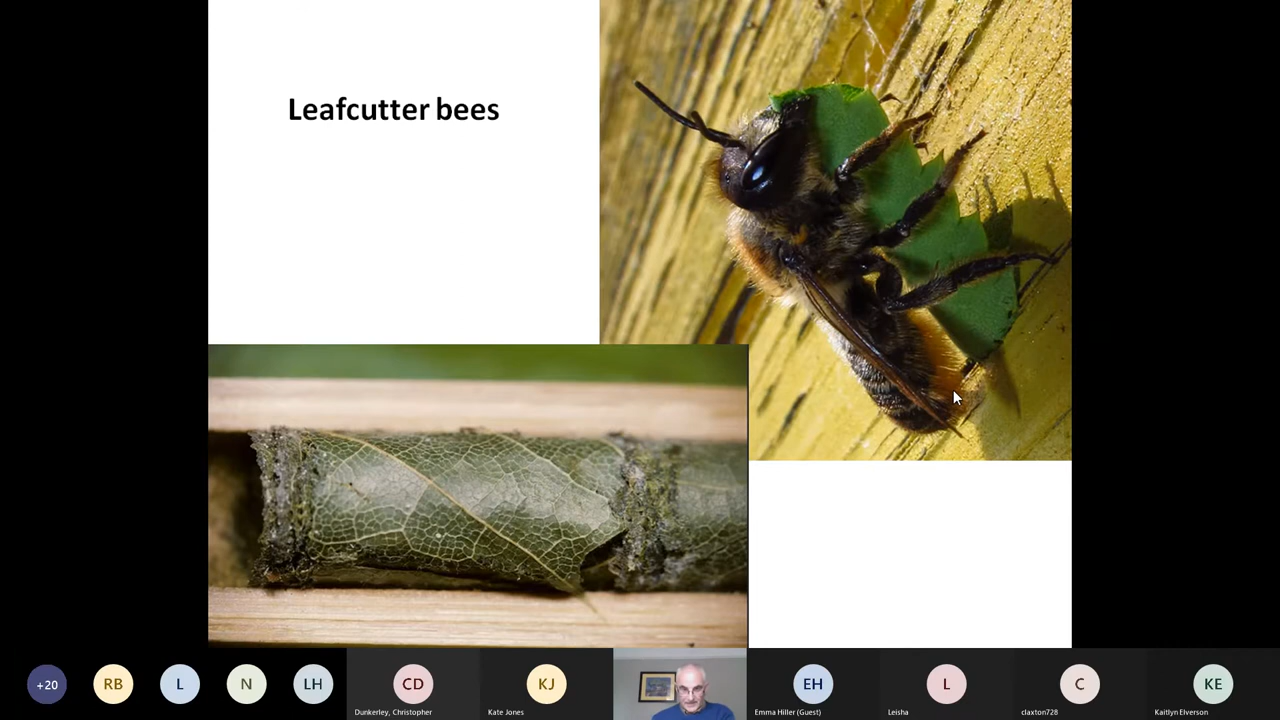 Leafcutter bees
+20
RB
L
N
LH
CD
KJ
EH
L
C
KE
Dunkerley, Christopher
Kate Jones
Emma Hiller (Guest)
Leisha
claxton728
Kaitlyn Elverson